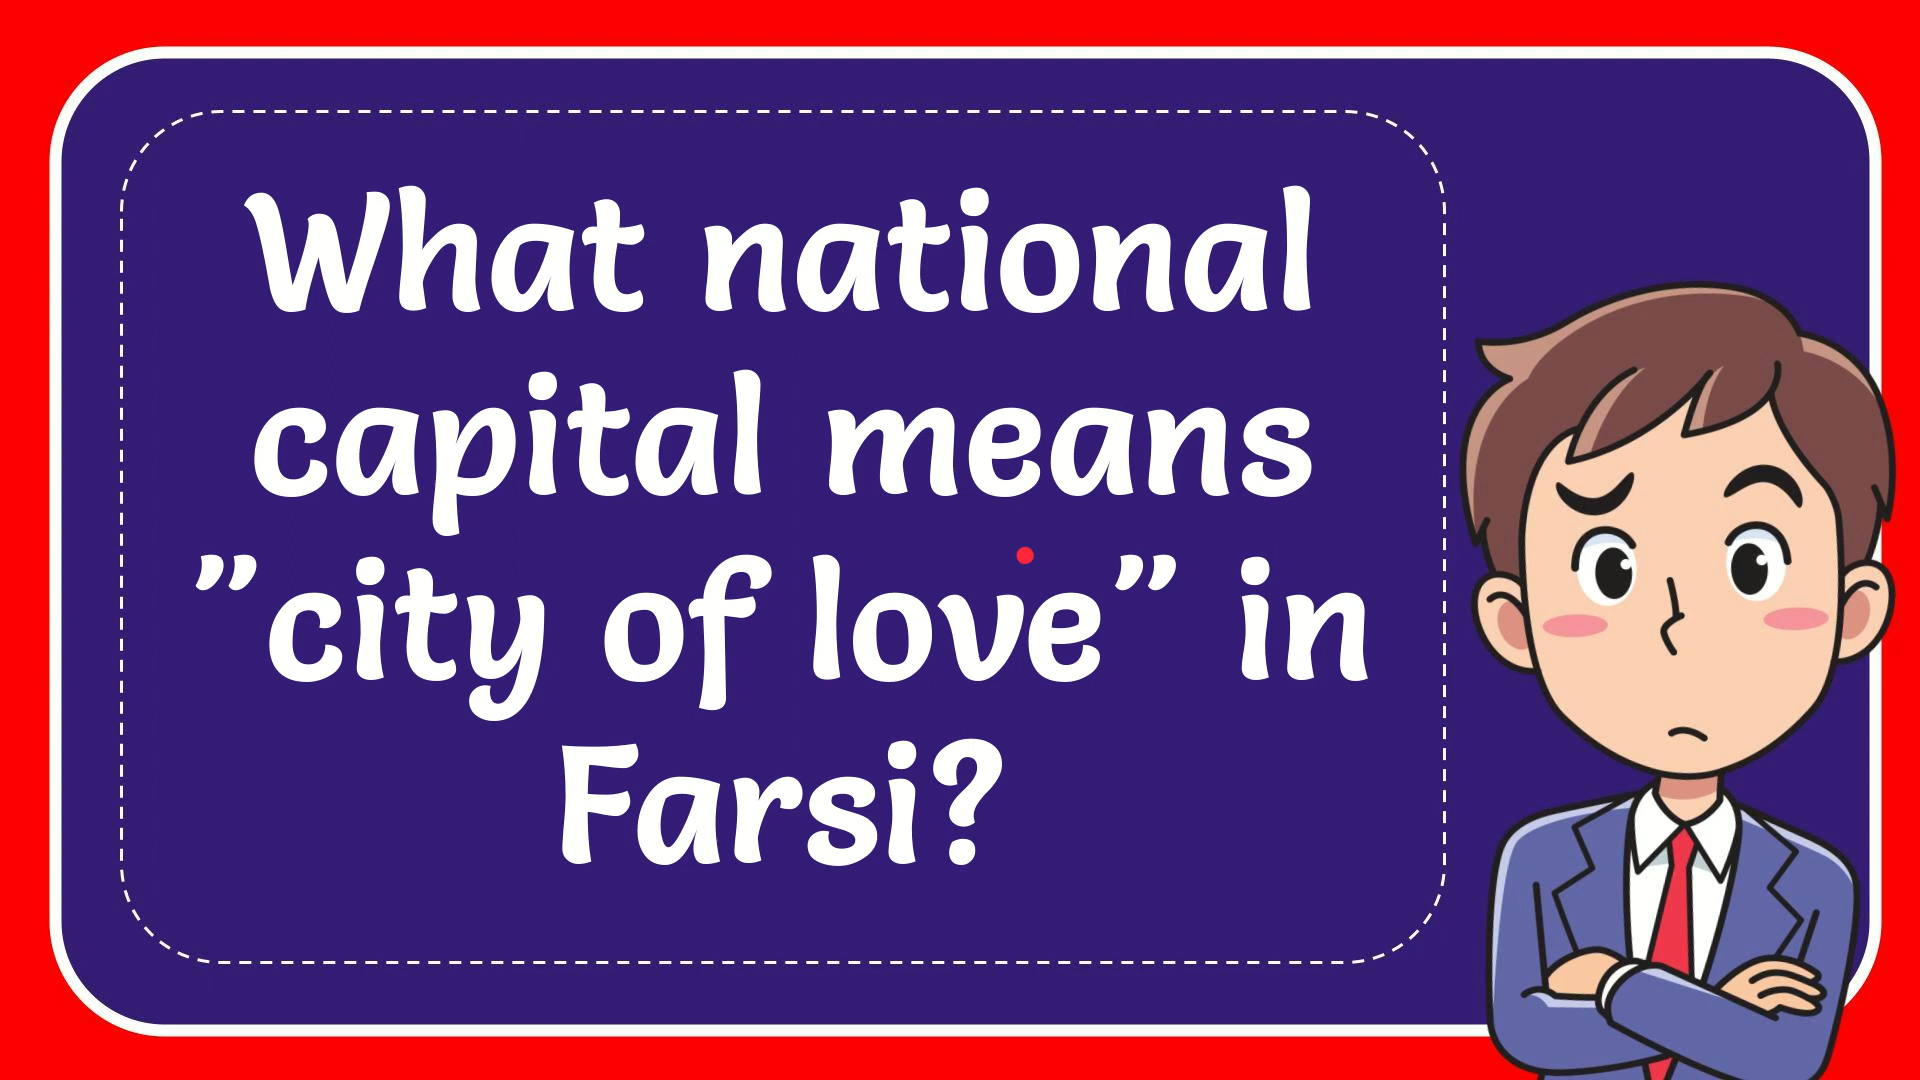 What national
capital means
”city of love” in
Farsi?